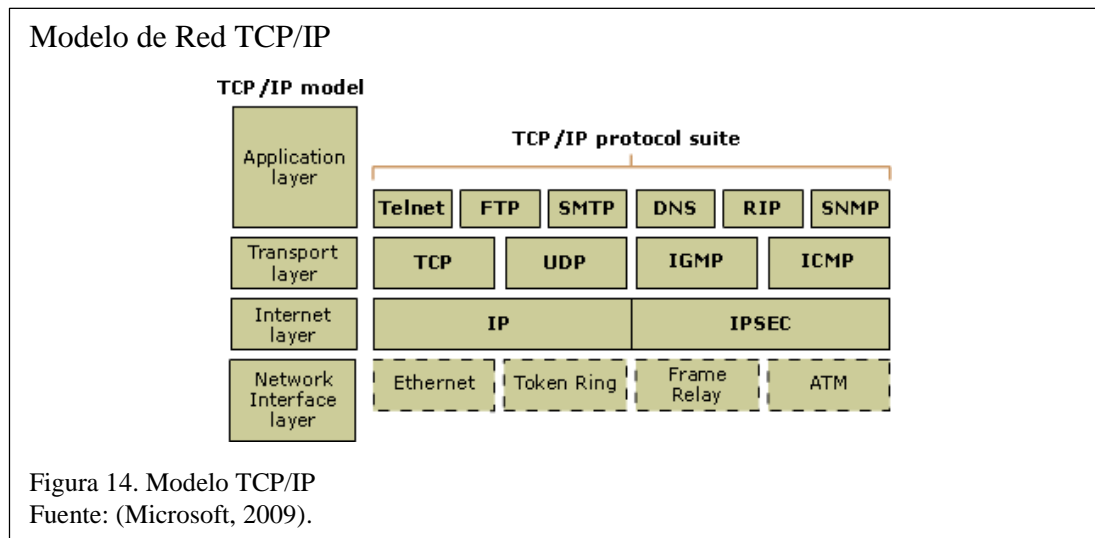 Modelo de Red TCP/IP
TCP/IP model
TCP/IP protocol suite
Application
layer
Telnet FTP SMTP DNS RIP SNMP
Transport
layer
TCP UDP IGMP ICMP
Internet
layer
IP IPSEC
Network
Interface
layer
Ethernet Token Ring Frame
Relay ATM
Figura 14. Modelo TCP/IP
Fuente: (Microsoft, 2009).